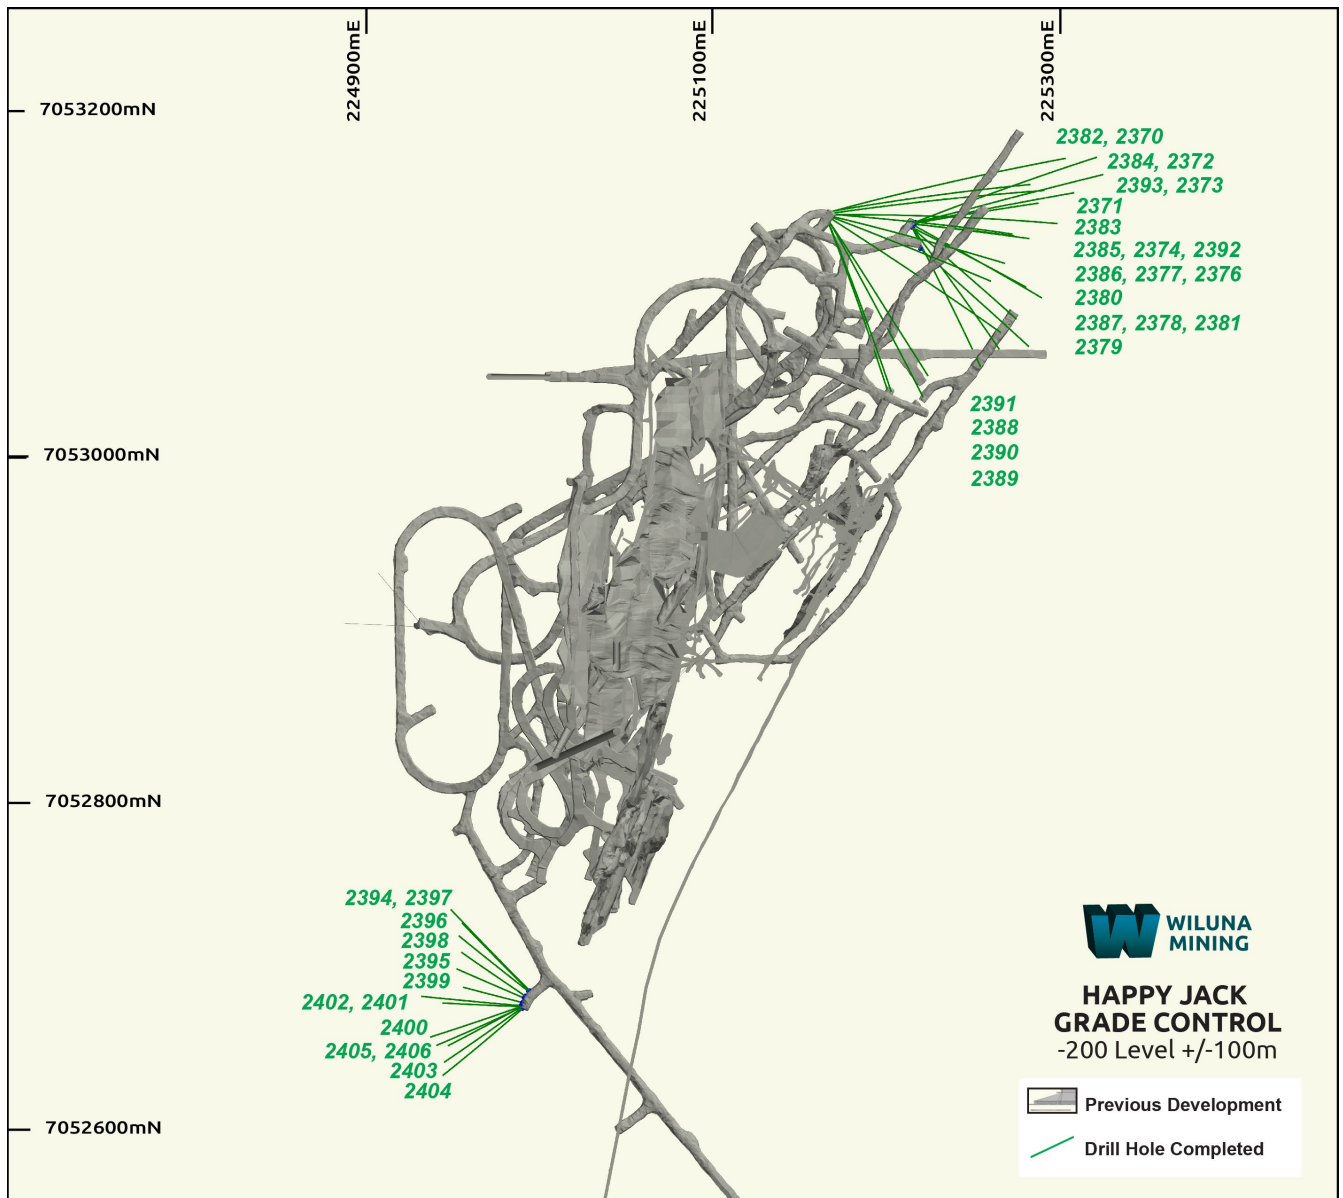 224900mE
225100mE
225300mE
7053200mN
2382, 2370
2384, 2372
2393, 2373
2371
2383
2385, 2374, 2392
2386, 2377, 2376
2380
2387, 2378, 2381
2379
2391
2388
2390
2389
7053000mN
7052800mN
2394, 2397
2396
2398
2395
2399
2402, 2401
2400
2405, 2406
2403
2404
7052600mN
WILUNA
MINING
HAPPY JACK
GRADE CONTROL
-200 Level +/-100m
Previous Development
Drill Hole Completed